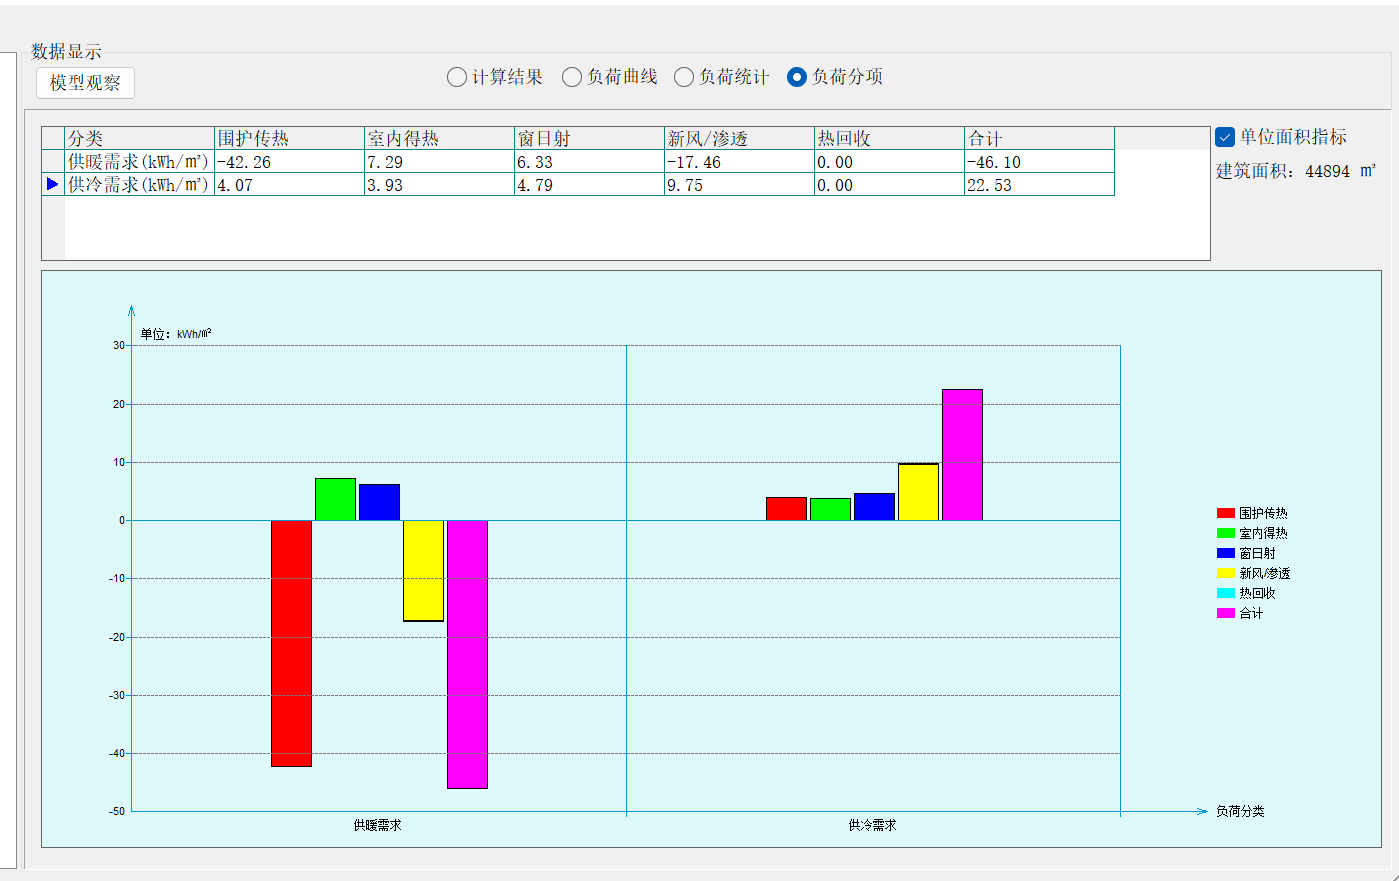 数据显示
模型观察
计算结果 负荷曲线 负荷统计 负荷分项
分类 围护传热 室内得热 窗日射 新风/渗透 热回收 合计
供暖需求(kWh/㎡) -42.26 7.29 6.33 -17.46 0.00 -46.10
供冷需求(kWh/㎡) 4.07 3.93 4.79 9.75 0.00 22.53
单位面积指标
建筑面积: 44894 ㎡
单位: kWh/㎡
30
20
10
0
-10
-20
-30
-40
-50
供暖需求 供冷需求
负荷分类
围护传热
室内得热
窗日射
新风/渗透
热回收
合计